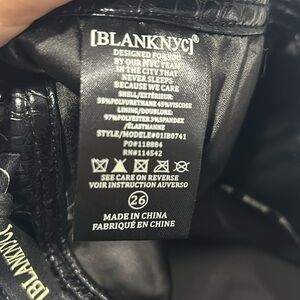 [BLANKNYC]®
DESIGNED FOR YOU
BY OUR NYC TEAM
IN THE CITY THAT
NEVER SLEEPS
BECAUSE WE CARE
SHELL/EXTÉRIEUR:
55%POLYURETHANE 45%VISCOSE
LINING/DOUBLURE:
97%POLYESTER 3%SPANDEX
/ÉLASTHANNE
STYLE/MODELE#01IB0741
PO#118884
RN#114542
SEE CARE ON REVERSE
VOIR INSTRUCTION AUVERSO
26
MADE IN CHINA
FABRIQUÉ EN CHINE
[BLANKNYC]